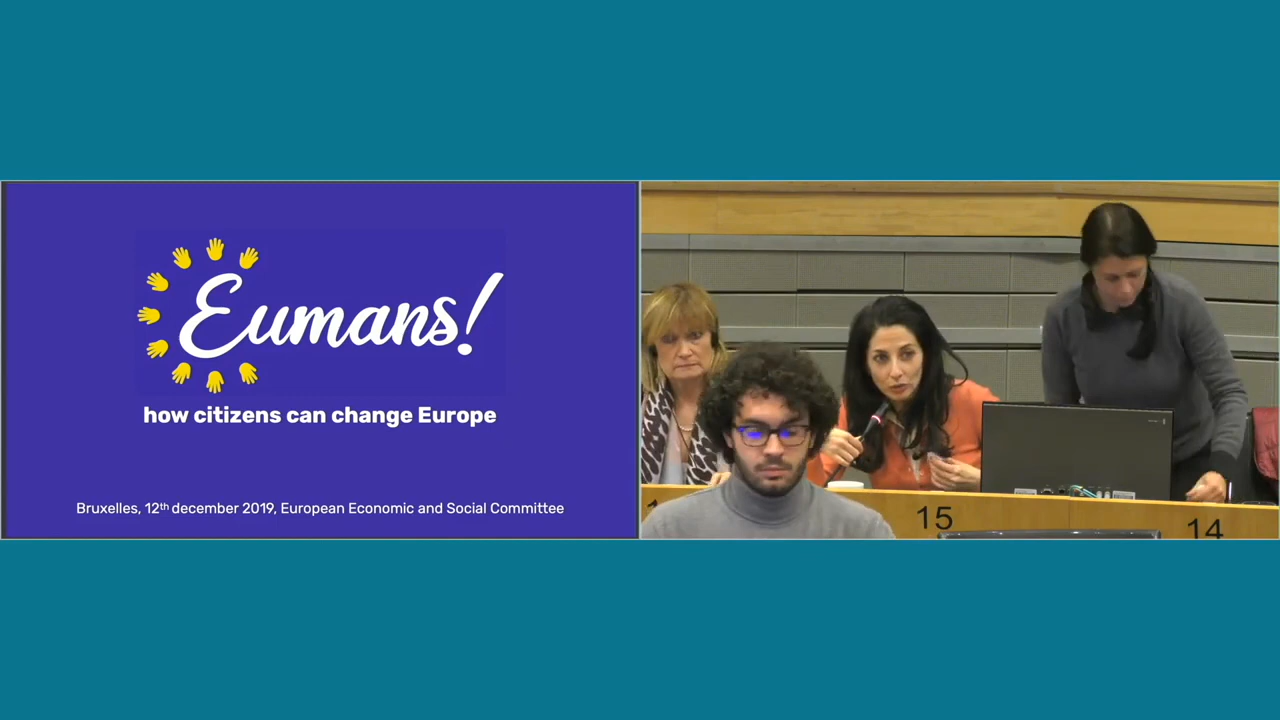 Eumans!
how citizens can change Europe
Bruxelles, 12th december 2019, European Economic and Social Committee
15
14